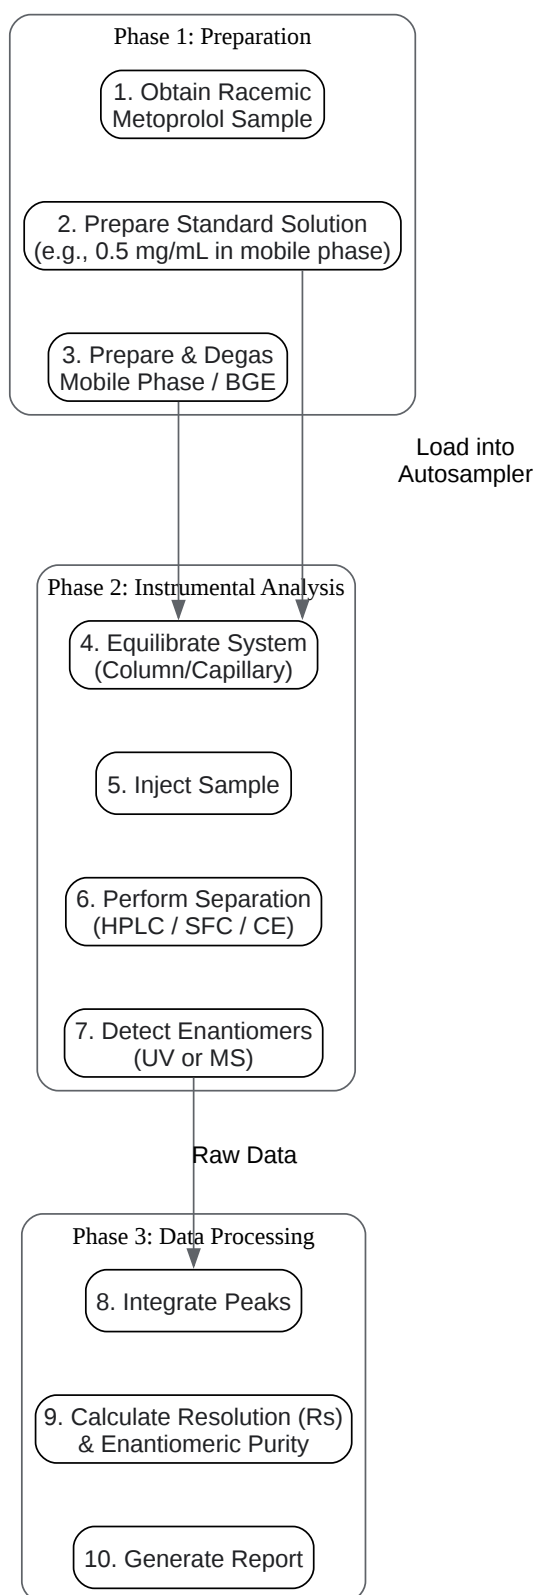 Phase 1: Preparation
1. Obtain Racemic
Metoprolol Sample
2. Prepare Standard Solution
(e.g., 0.5 mg/mL in mobile phase)
3. Prepare & Degas
Mobile Phase / BGE
Load into
Autosampler
Phase 2: Instrumental Analysis
4. Equilibrate System
(Column/Capillary)
5. Inject Sample
6. Perform Separation
(HPLC / SFC / CE)
7. Detect Enantiomers
(UV or MS)
Raw Data
Phase 3: Data Processing
8. Integrate Peaks
9. Calculate Resolution (Rs)
& Enantiomeric Purity
10. Generate Report